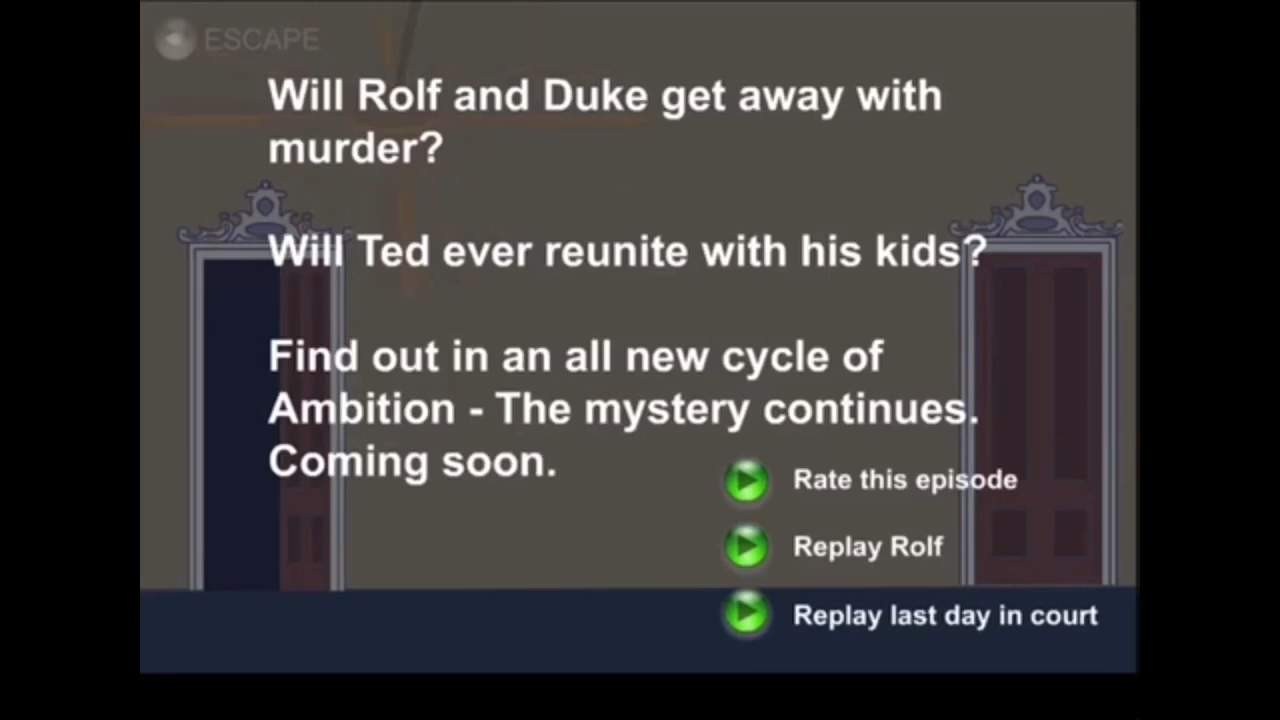 ESCAPE
Will Rolf and Duke get away with
murder?
Will Ted ever reunite with his kids?
Find out in an all new cycle of
Ambition - The mystery continues.
Coming soon.
Rate this episode
Replay Rolf
Replay last day in court